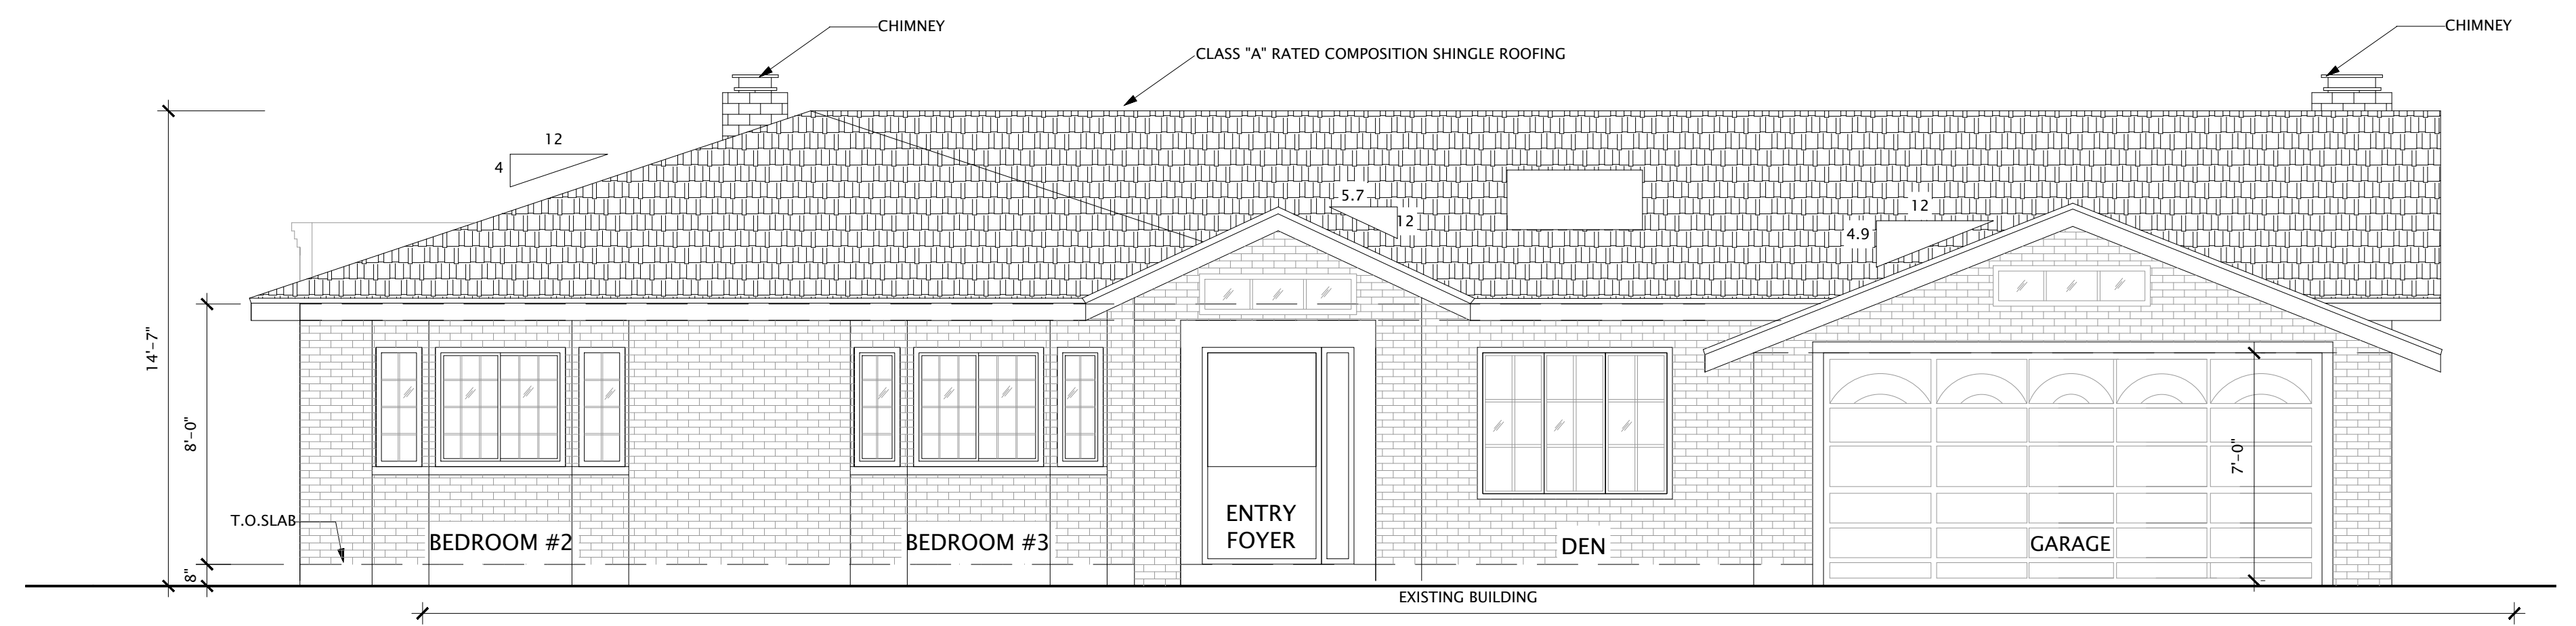 CHIMNEY
CHIMNEY
CLASS "A" RATED COMPOSITION SHINGLE ROOFING
12
4
5.7
12
12
4.9
14'-7"
8'-0"
8"
7'-0"
T.O.SLAB
BEDROOM #2
BEDROOM #3
ENTRY
FOYER
DEN
GARAGE
EXISTING BUILDING